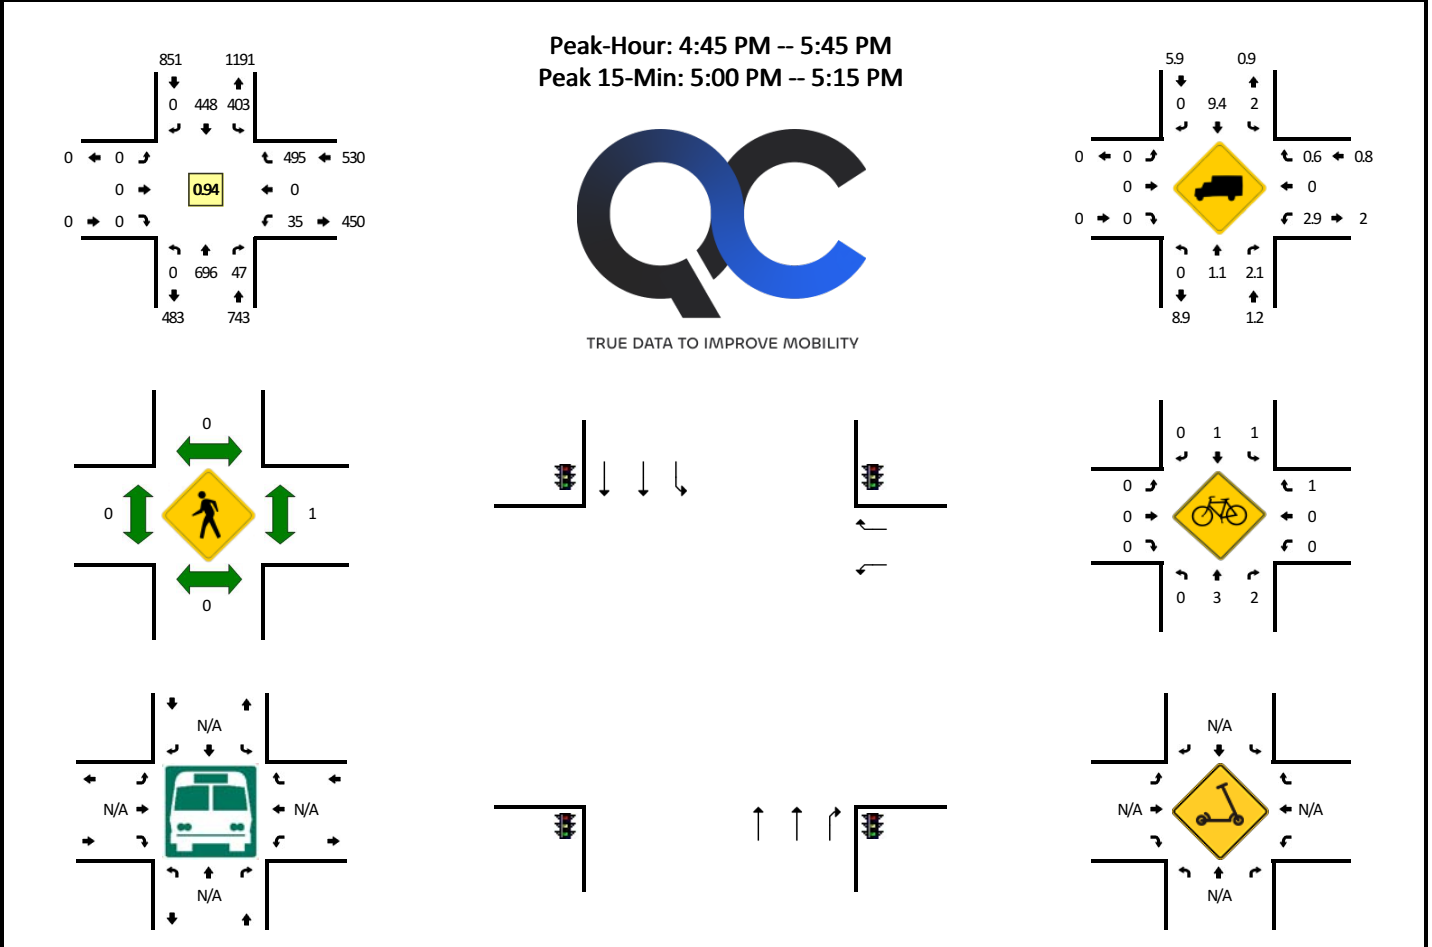 Peak-Hour: 4:45 PM -- 5:45 PM
Peak 15-Min: 5:00 PM -- 5:15 PM
851 1191
0 448 403
0 0 495 530
0 0.94 0
0 0 35 450
0 696 47
483 743
TRUE DATA TO IMPROVE MOBILITY
5.9 0.9
0 9.4 2
0 0 0.6 0.8
0 0
0 0 2.9 2
0 1.1 2.1
8.9 1.2
0
0 1
0
0 1 1
0 1
0 0
0 0
0 3 2
N/A
N/A N/A
N/A
N/A
N/A N/A
N/A